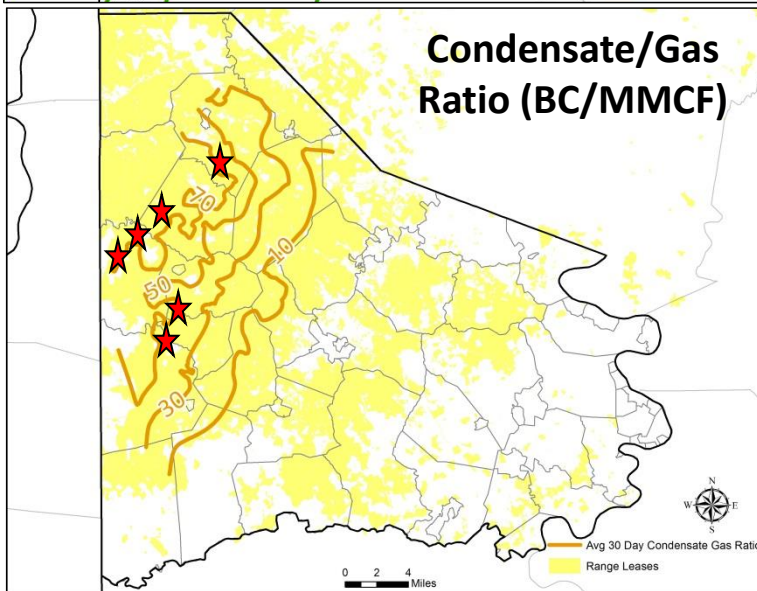 Condensate/Gas
Ratio (BC/MMCF)
70
10
50
30
N
W E
S
Avg 30 Day Condensate Gas Ratio
Range Leases
0 2 4
Miles